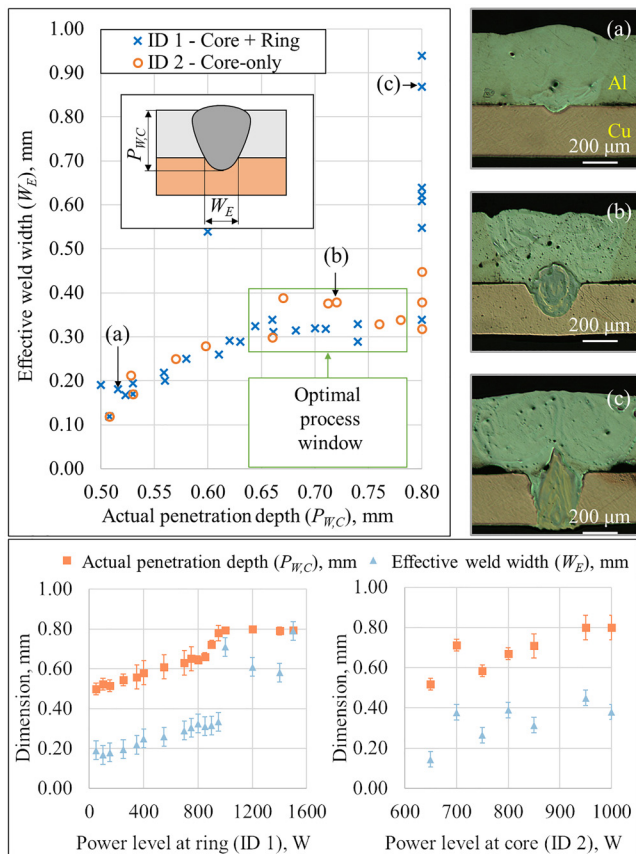 1.00
0.90
0.80
0.70
0.60
0.50
0.40
0.30
0.20
0.10
0.00
Effective weld width (W_E), mm
ID 1 - Core + Ring
ID 2 - Core-only
P_W,C
W_E
(a)
(b)
(c)
Optimal
process
window
0.50 0.55 0.60 0.65 0.70 0.75 0.80
Actual penetration depth (P_W,C), mm
(a)
Al
Cu
200 µm
(b)
200 µm
(c)
200 µm
Actual penetration depth (P_W,C), mm Effective weld width (W_E), mm
1.00
0.80
0.60
0.40
0.20
0.00
Dimension, mm
0 400 800 1200 1600
Power level at ring (ID 1), W
1.00
0.80
0.60
0.40
0.20
0.00
Dimension, mm
600 700 800 900 1000
Power level at core (ID 2), W